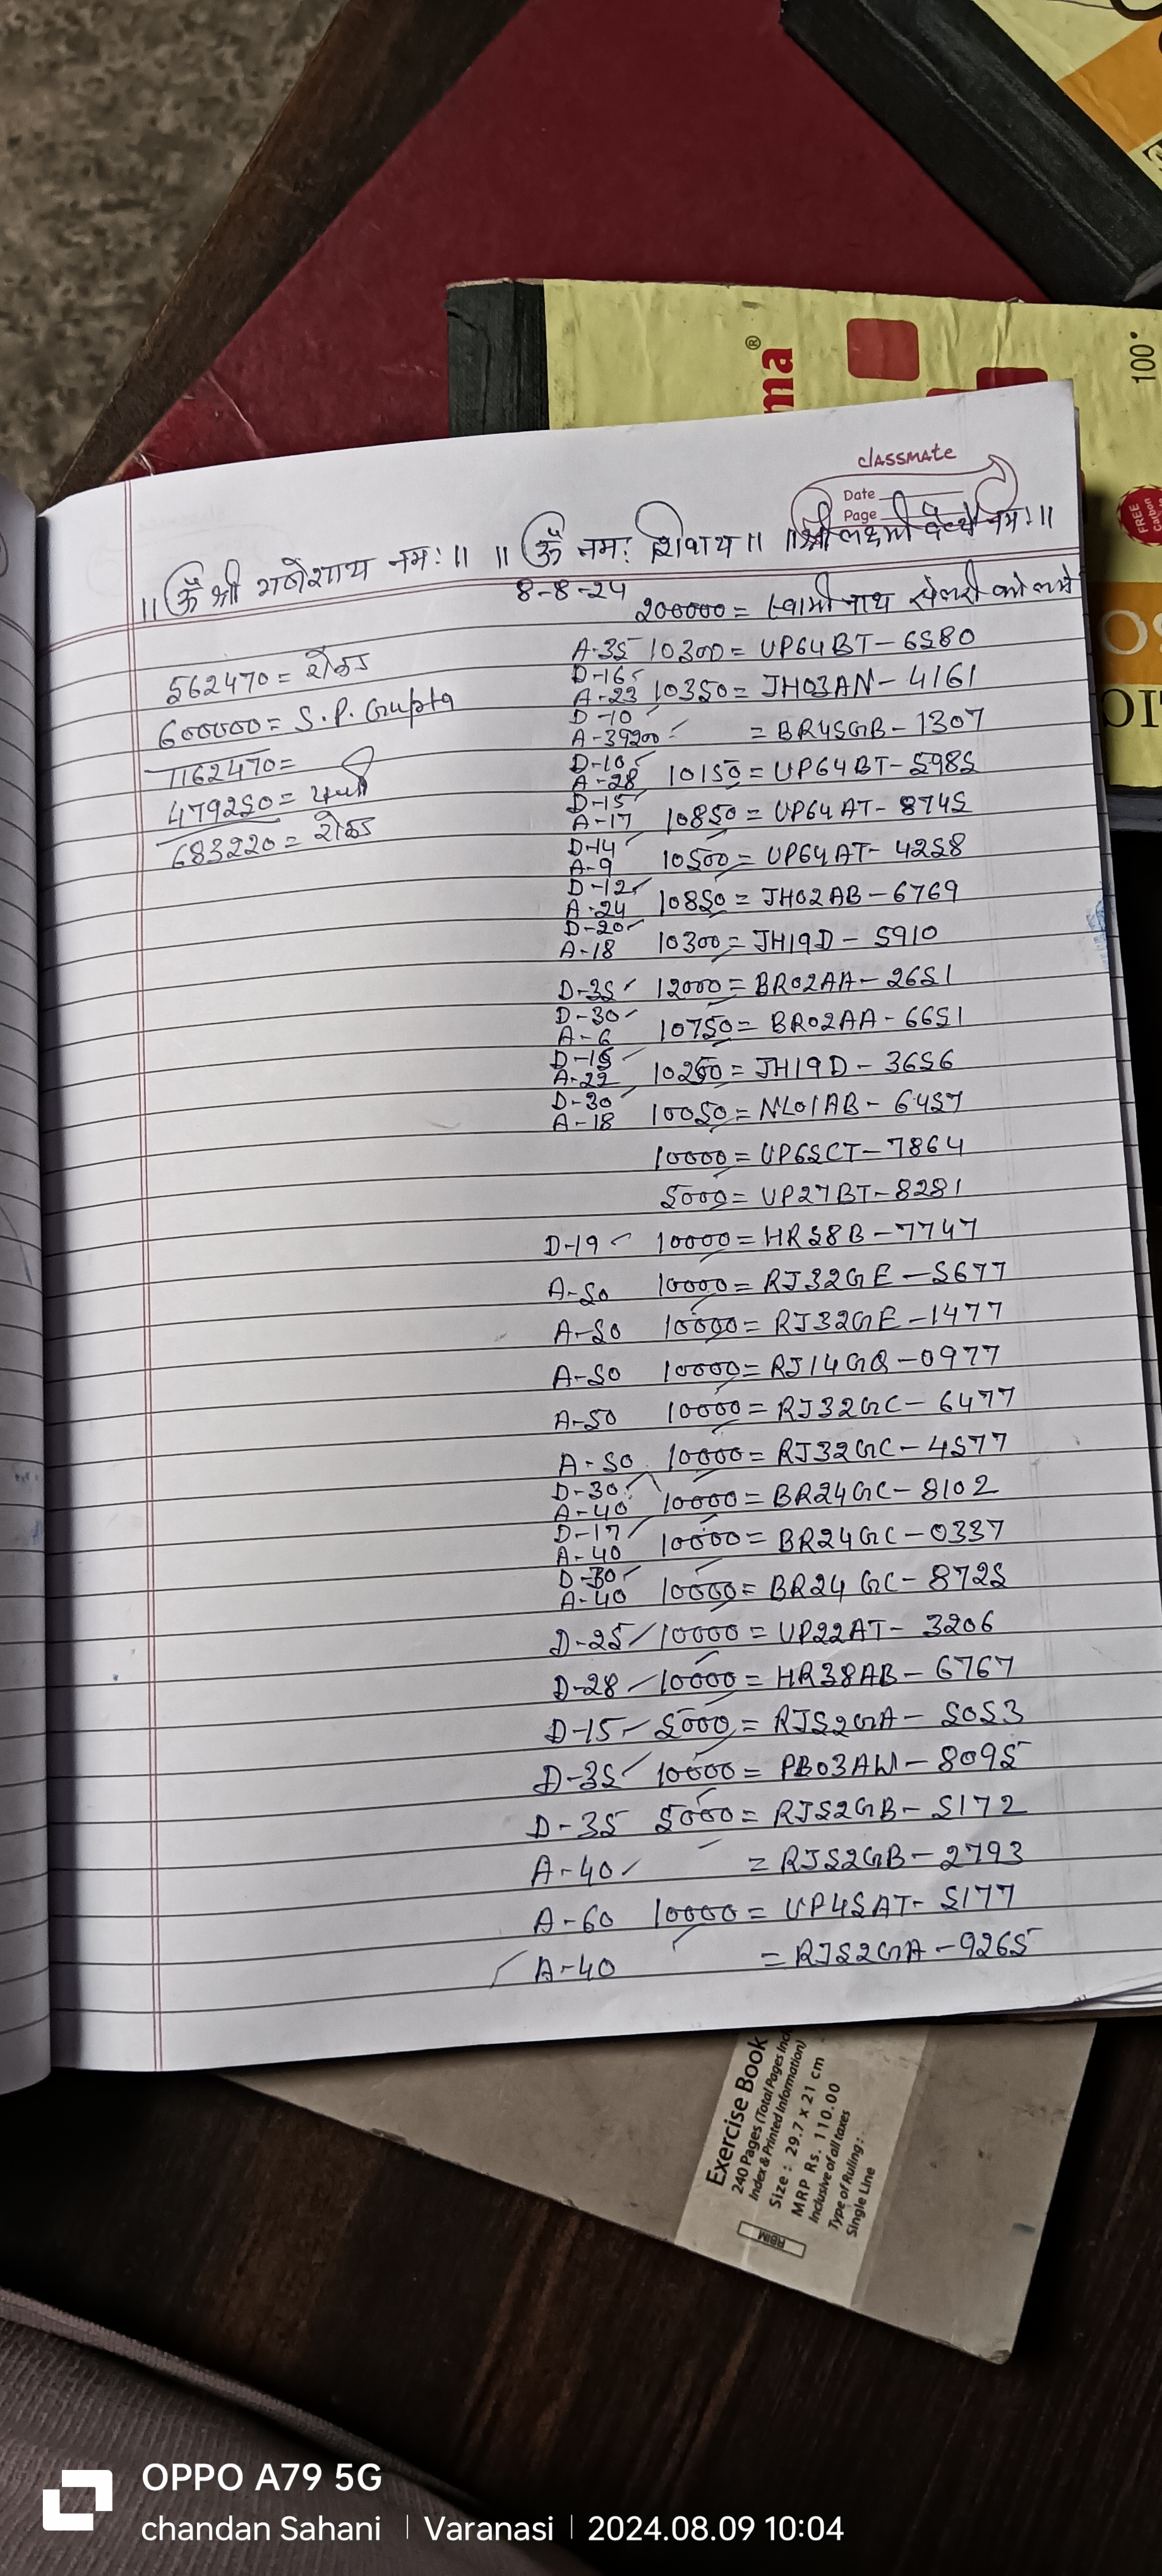 classmate
Date
Page
।। ॐ श्री गणेशाय नमः ।। ।। ॐ नमः शिवाय ।। ।। श्री लक्ष्मी देव्यै नमः ।।
8-8-24
200000 = स्वामी नाथ सेलरी को
562470 = रोकड़
600000 = S.P. Gupta
1162470 =
479250 =
683220 = रोकड़
A-35 10300 = UP64BT-6580
D-16
A-23 10350 = JH03AN-4161
D-10
A-39200 = BR45GB-1307
D-10
A-28 10150 = UP64BT-5985
D-15
A-17 10850 = UP64AT-8745
D-14
A-9 10500 = UP64AT-4258
D-12
A-24 10850 = JH02AB-6769
D-20
A-18 10300 = JH19D-5910
D-35 12000 = BR02AA-2651
D-30
A-6 10750 = BR02AA-6651
D-15
A-22 10250 = JH19D-3656
D-30
A-18 10050 = NL01AB-6457
10000 = UP65CT-7864
5000 = UP27BT-8281
D-19 10000 = HR58B-7747
A-50 10000 = RJ32GE-5677
A-50 10000 = RJ32GE-1477
A-50 10000 = RJ14GQ-0977
A-50 10000 = RJ32GC-6477
A-50 10000 = RJ32GC-4577
D-30
A-40 10000 = BR24GC-8102
D-17
A-40 10000 = BR24GC-0337
D-30
A-40 10000 = BR24GC-8725
D-25 10000 = UP22AT-3206
D-28 10000 = HR38AB-6767
D-15 5000 = RJ52GA-5053
D-35 10000 = PB03AW-8095
D-35 5000 = RJ52GB-5172
A-40 = RJ52GB-2793
A-60 10000 = UP45AT-5177
A-40 = RJ52GA-9265
ma®
100
FREE
Carbon
Exercise Book
240 Pages (Total Pages Incl
Index & Printed Information)
Size : 29.7 x 21 cm
MRP Rs. 110.00
Inclusive of all taxes
Type of Ruling :
Single Line
OPPO A79 5G
chandan Sahani | Varanasi | 2024.08.09 10:04